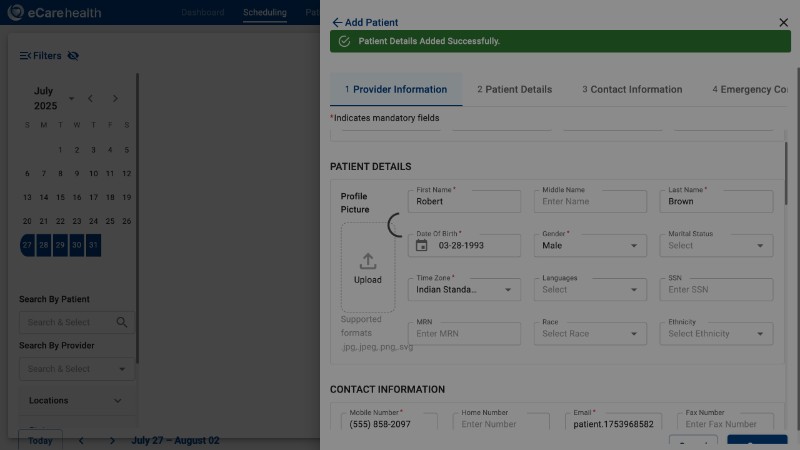 eCarehealth
Dashboard
Scheduling
Add Patient
Patient Details Added Successfully.
Filters
July
2025
S M T W T F S
1 2 3 4 5
6 7 8 9 10 11 12
13 14 15 16 17 18 19
20 21 22 23 24 25 26
27 28 29 30 31
Search By Patient
Search & Select
Search By Provider
Search & Select
Locations
Today
July 27 – August 02
1 Provider Information
2 Patient Details
3 Contact Information
4 Emergency Co
*Indicates mandatory fields
PATIENT DETAILS
Profile
Picture
Upload
Supported
formats
.jpg,.jpeg,.png,.svg
First Name *
Robert
Middle Name
Enter Name
Last Name *
Brown
Date Of Birth *
03-28-1993
Gender *
Male
Marital Status
Select
Time Zone *
Indian Standa...
Languages
Select
SSN
Enter SSN
MRN
Enter MRN
Race
Select Race
Ethnicity
Select Ethnicity
CONTACT INFORMATION
Mobile Number *
(555) 858-2097
Home Number
Enter Number
Email *
patient.1753968582
Fax Number
Enter Fax Number